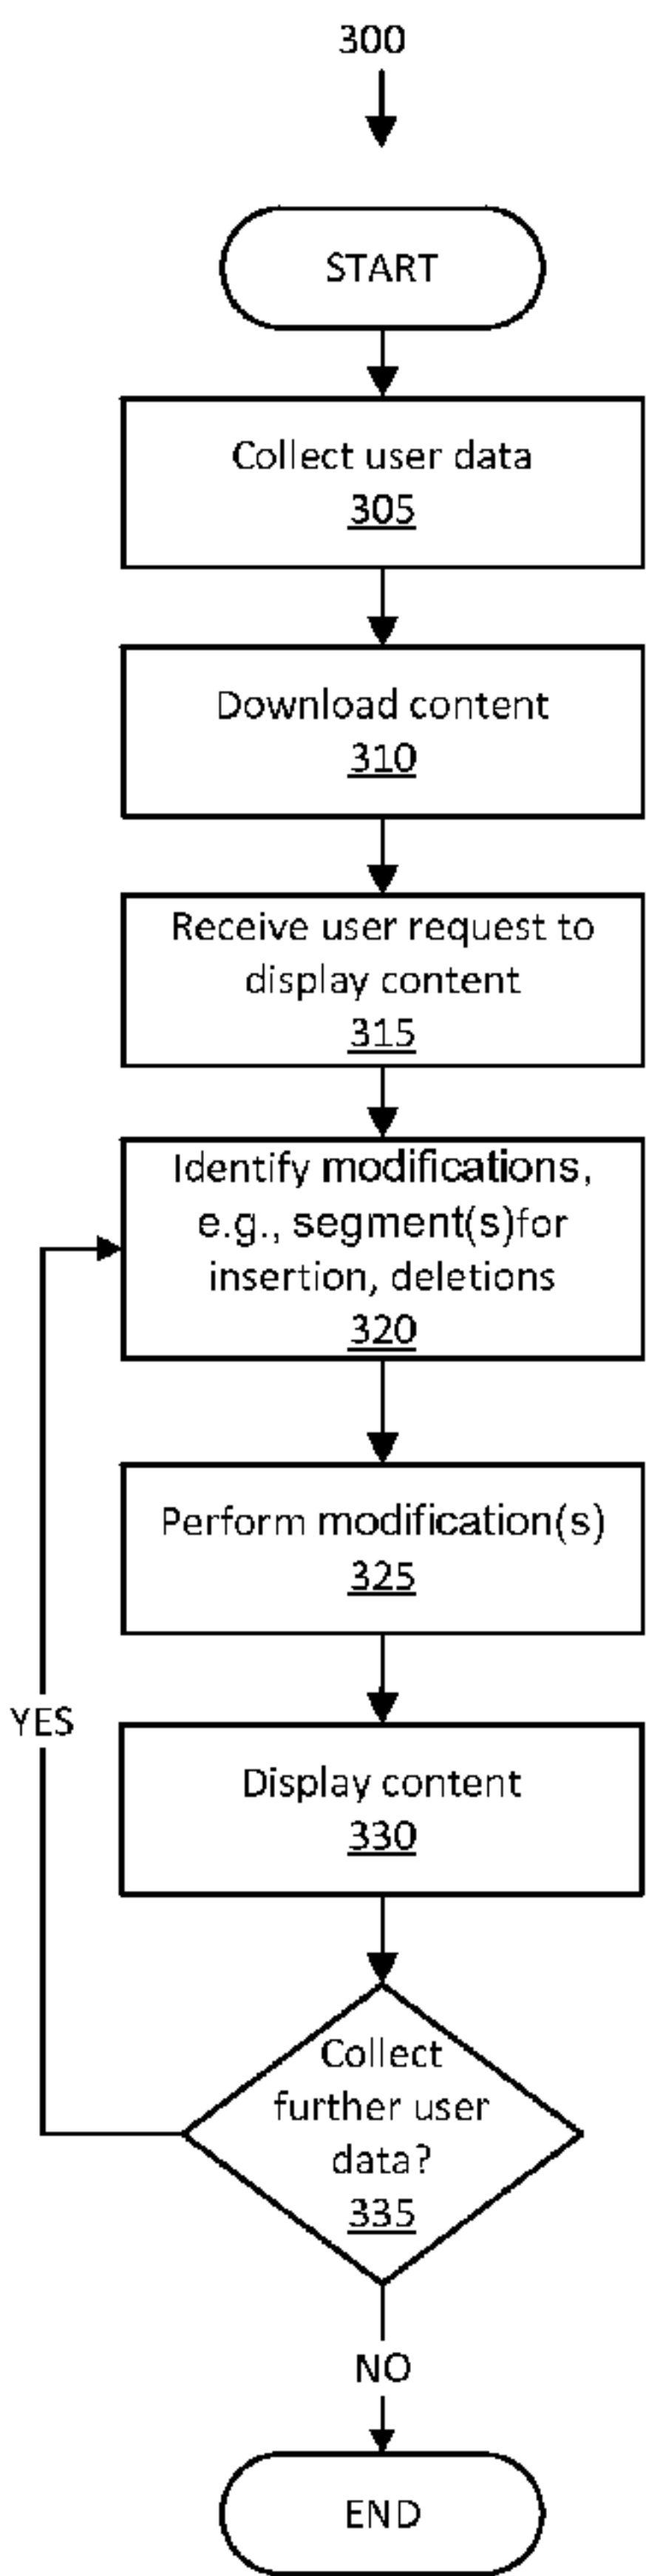 300
START
Collect user data
305
Download content
310
Receive user request to
display content
315
Identify modifications,
e.g., segment(s)for
insertion, deletions
320
Perform modification(s)
325
YES
Display content
330
Collect
further user
data?
335
NO
END